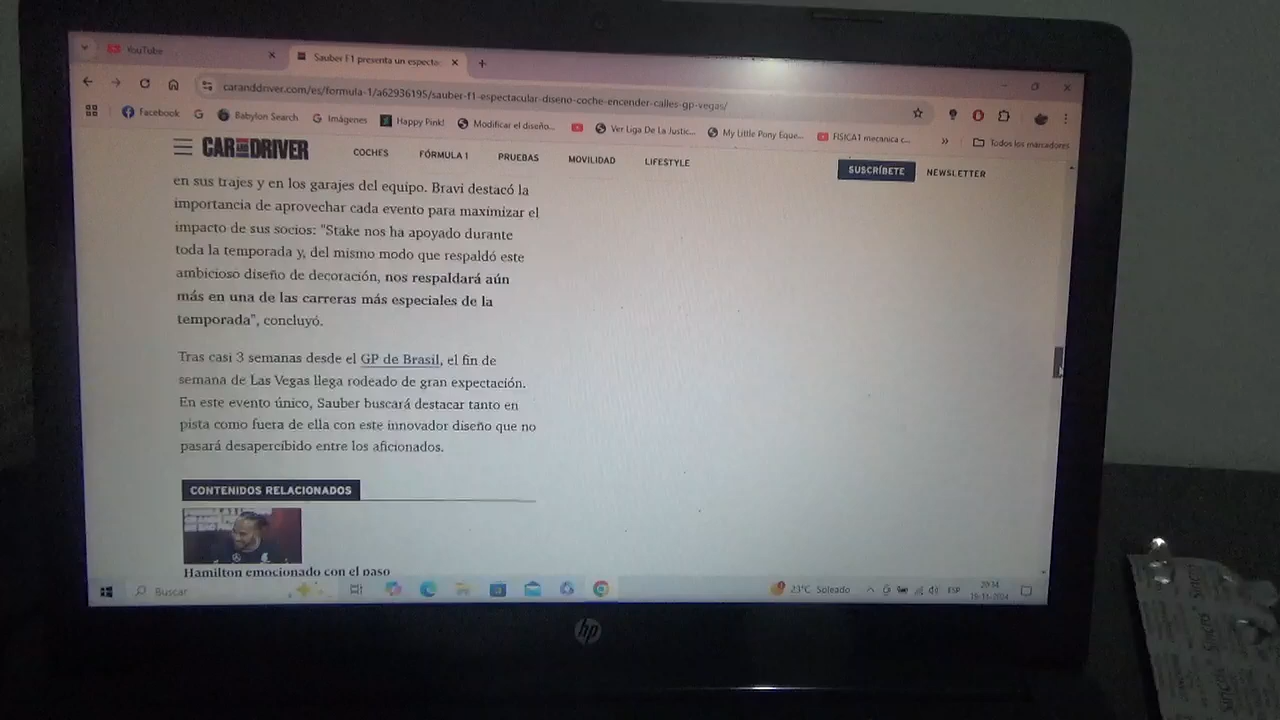 YouTube
Sauber F1 presenta un especto
caranddriver.com/es/formula-1/a62936195/sauber-f1-espectacular-diseno-coche-encender-calles-gp-vegas/
Facebook
Babylon Search
Imágenes
Happy Pink!
Modificar el diseño...
Ver Liga De La Justic...
My Little Pony Eque...
FISICA1 mecanica c...
Todos los marcadores
CAR AND DRIVER
COCHES
FÓRMULA 1
PRUEBAS
MOVILIDAD
LIFESTYLE
SUSCRÍBETE
NEWSLETTER
en sus trajes y en los garajes del equipo. Bravi destacó la
importancia de aprovechar cada evento para maximizar el
impacto de sus socios: "Stake nos ha apoyado durante
toda la temporada y, del mismo modo que respaldó este
ambicioso diseño de decoración, nos respaldará aún
más en una de las carreras más especiales de la
temporada", concluyó.
Tras casi 3 semanas desde el GP de Brasil, el fin de
semana de Las Vegas llega rodeado de gran expectación.
En este evento único, Sauber buscará destacar tanto en
pista como fuera de ella con este innovador diseño que no
pasará desapercibido entre los aficionados.
CONTENIDOS RELACIONADOS
Hamilton emocionado con el paso
Buscar
23°C Soleado
ESP
hp
Sincro